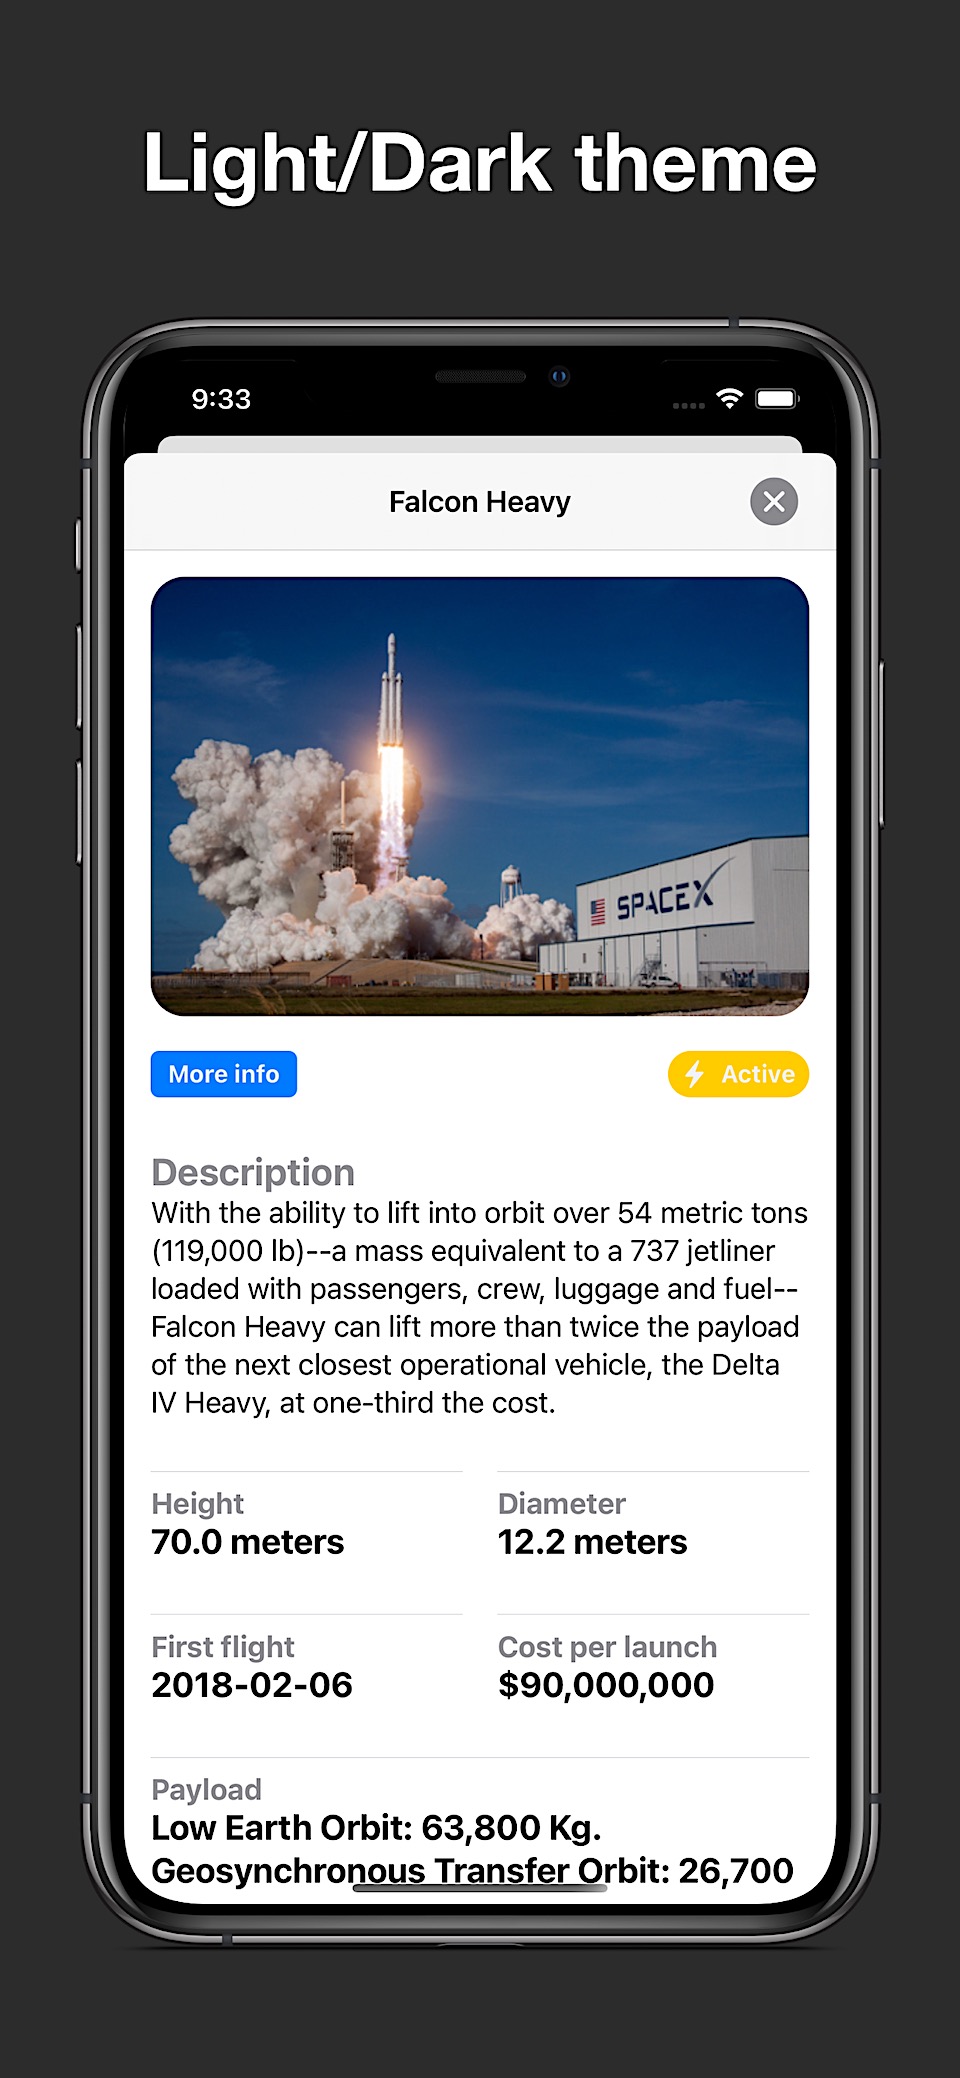 Light/Dark theme
9:33
Falcon Heavy
SPACEX
More info
Active
Description
With the ability to lift into orbit over 54 metric tons
(119,000 lb)--a mass equivalent to a 737 jetliner
loaded with passengers, crew, luggage and fuel--
Falcon Heavy can lift more than twice the payload
of the next closest operational vehicle, the Delta
IV Heavy, at one-third the cost.
Height
70.0 meters
Diameter
12.2 meters
First flight
2018-02-06
Cost per launch
$90,000,000
Payload
Low Earth Orbit: 63,800 Kg.
Geosynchronous Transfer Orbit: 26,700